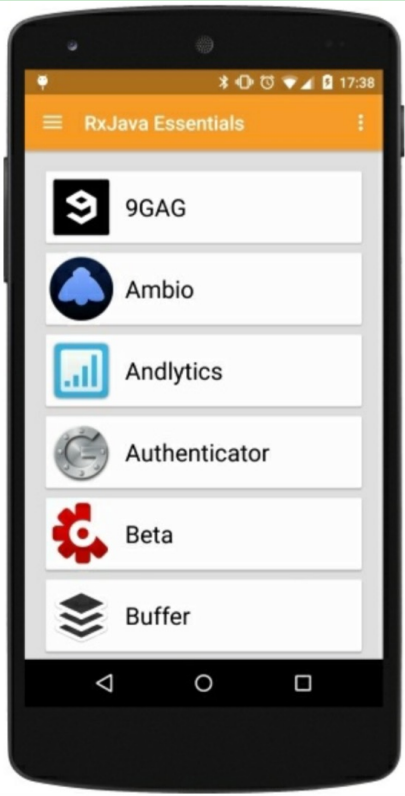 17:38
RxJava Essentials
9GAG
Ambio
Andlytics
Authenticator
Beta
Buffer